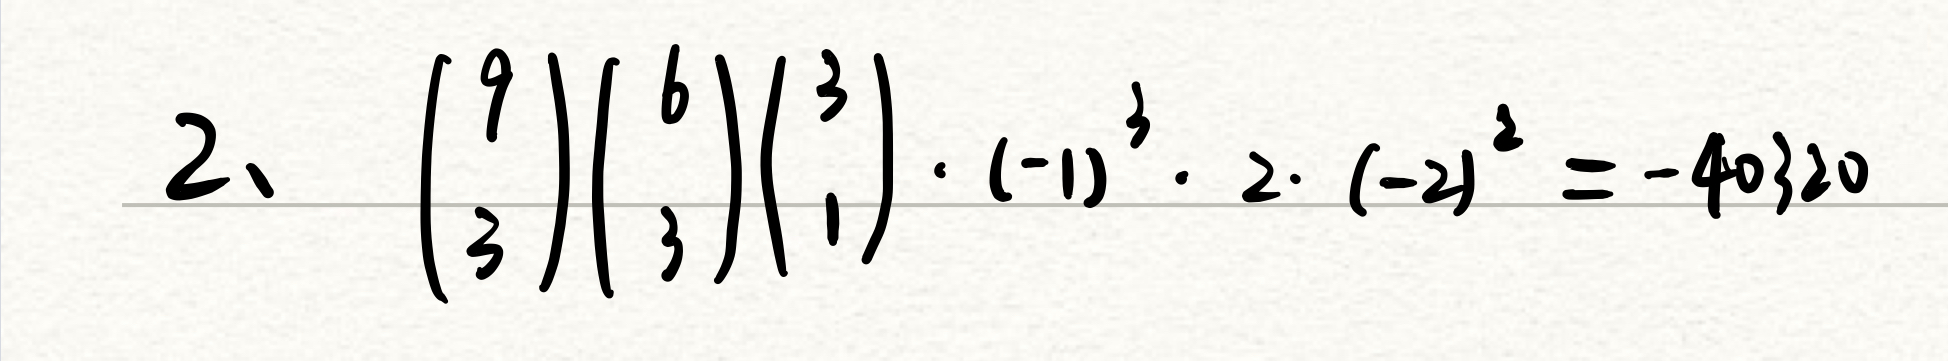 2、 (9 3)(6 3)(3 1) · (-1)^3 · 2 · (-2)^2 = -40320